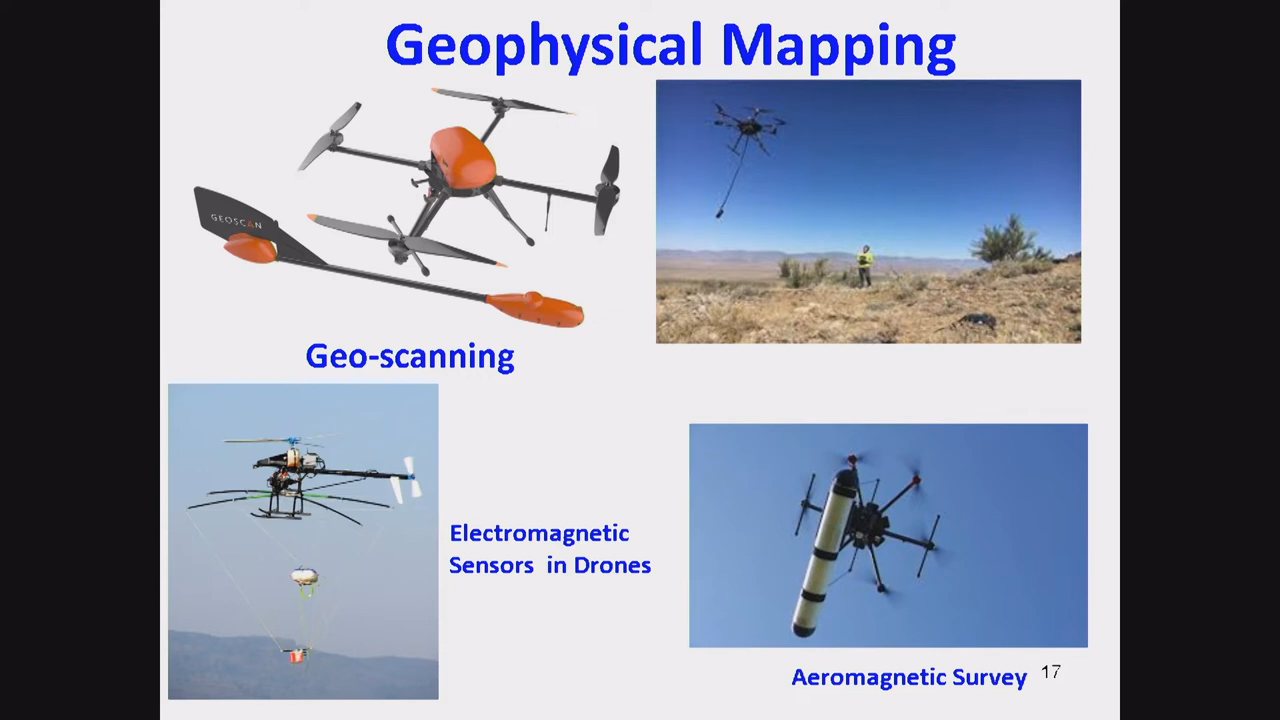 Geophysical Mapping
GEOSCAN
Geo-scanning
Electromagnetic
Sensors in Drones
Aeromagnetic Survey
17